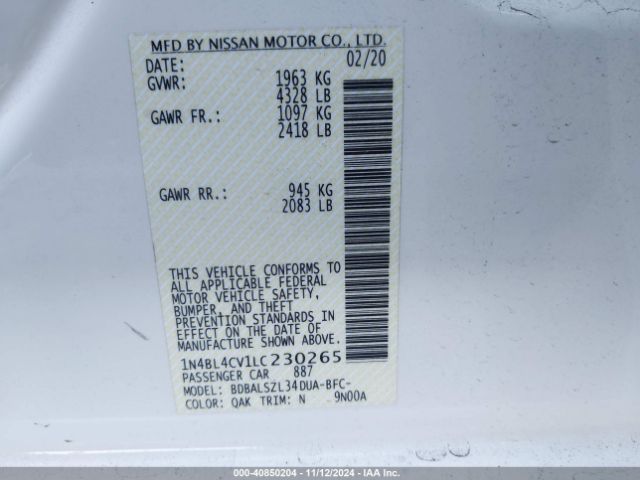 MFD BY NISSAN MOTOR CO., LTD.
DATE: 02/20
GVWR: 1963 KG
4328 LB
GAWR FR.: 1097 KG
2418 LB
GAWR RR.: 945 KG
2083 LB
THIS VEHICLE CONFORMS TO
ALL APPLICABLE FEDERAL
MOTOR VEHICLE SAFETY,
BUMPER, AND THEFT
PREVENTION STANDARDS IN
EFFECT ON THE DATE OF
MANUFACTURE SHOWN ABOVE.
1N4BL4CV1LC230265
PASSENGER CAR 887
MODEL: BDBALSZL34DUA-BFC-
COLOR: QAK TRIM: N 9N00A
000-40850204 - 11/12/2024 - IAA Inc.